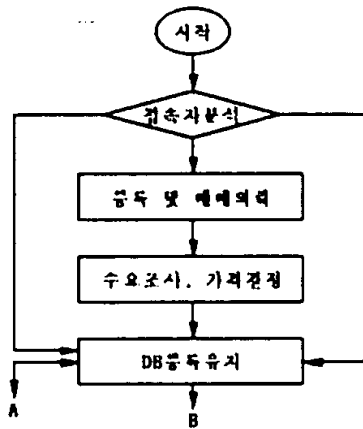 시작
접속자분석
등록 및 매매의뢰
수요조사, 가격결정
DB등록유지
A
B